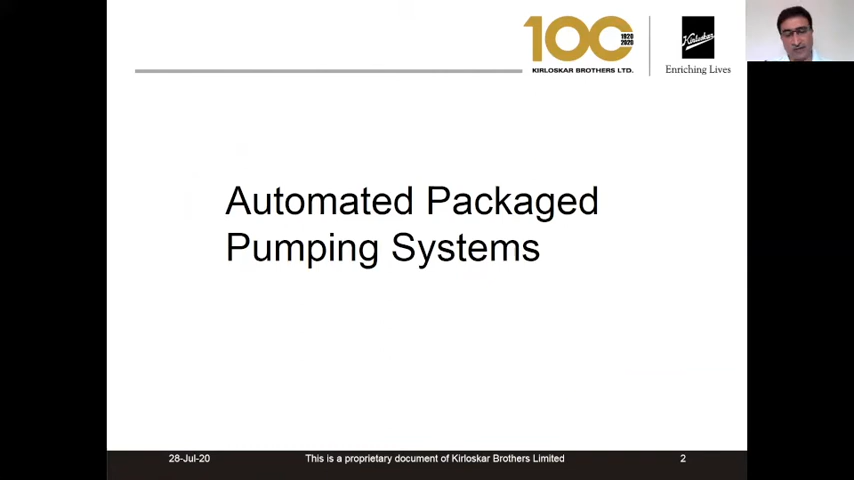 100
1920
2020
KIRLOSKAR BROTHERS LTD.
Kirloskar
Enriching Lives
Automated Packaged
Pumping Systems
28-Jul-20 This is a proprietary document of Kirloskar Brothers Limited 2